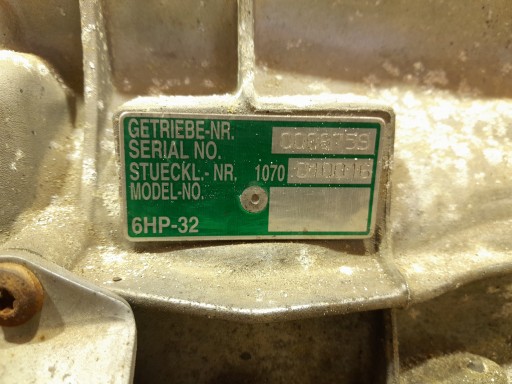 GETRIEBE-NR.
SERIAL NO.
STUECKL.- NR. 1070
MODEL-NO.
6HP-32